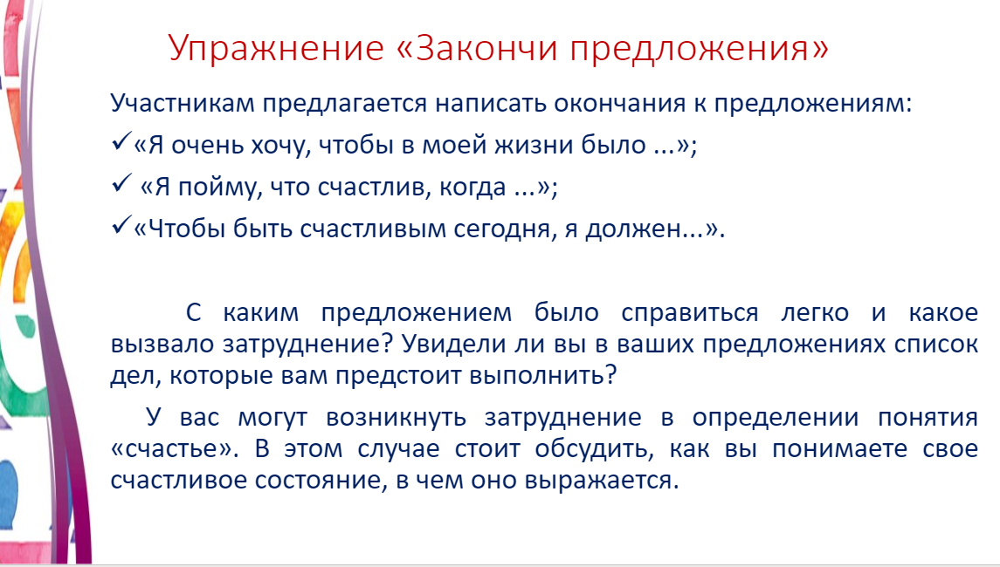 Упражнение «Закончи предложения»
Участникам предлагается написать окончания к предложениям:
✓«Я очень хочу, чтобы в моей жизни было ...»;
✓ «Я пойму, что счастлив, когда ...»;
✓«Чтобы быть счастливым сегодня, я должен...».
С каким предложением было справиться легко и какое
вызвало затруднение? Увидели ли вы в ваших предложениях список
дел, которые вам предстоит выполнить?
У вас могут возникнуть затруднение в определении понятия
«счастье». В этом случае стоит обсудить, как вы понимаете свое
счастливое состояние, в чем оно выражается.